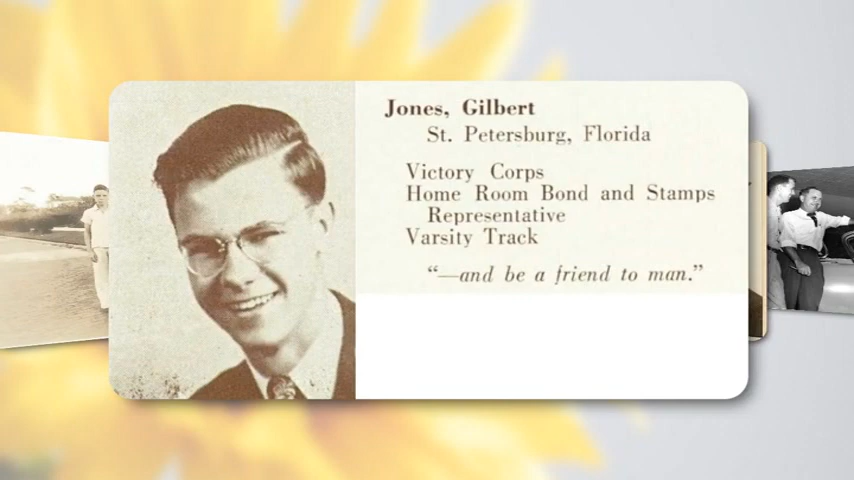 Jones, Gilbert
St. Petersburg, Florida
Victory Corps
Home Room Bond and Stamps
Representative
Varsity Track
“—and be a friend to man.”